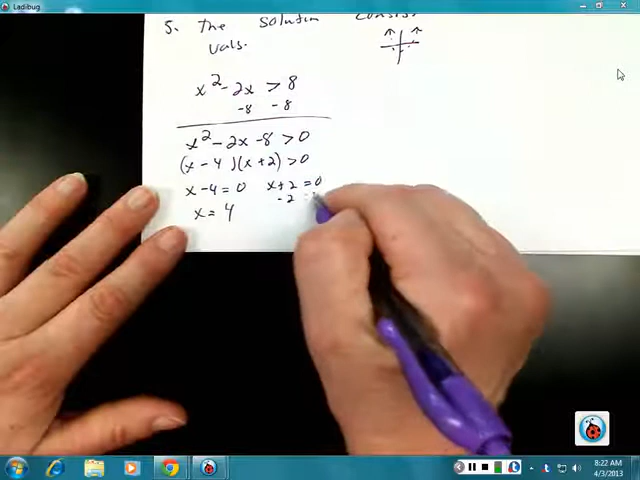 Ladibug
5. The solution consist
vals.
x² - 2x > 8
-8 -8
x² - 2x - 8 > 0
(x - 4)(x + 2) > 0
x - 4 = 0 x + 2 = 0
-2
x = 4
8:22 AM
4/3/2013